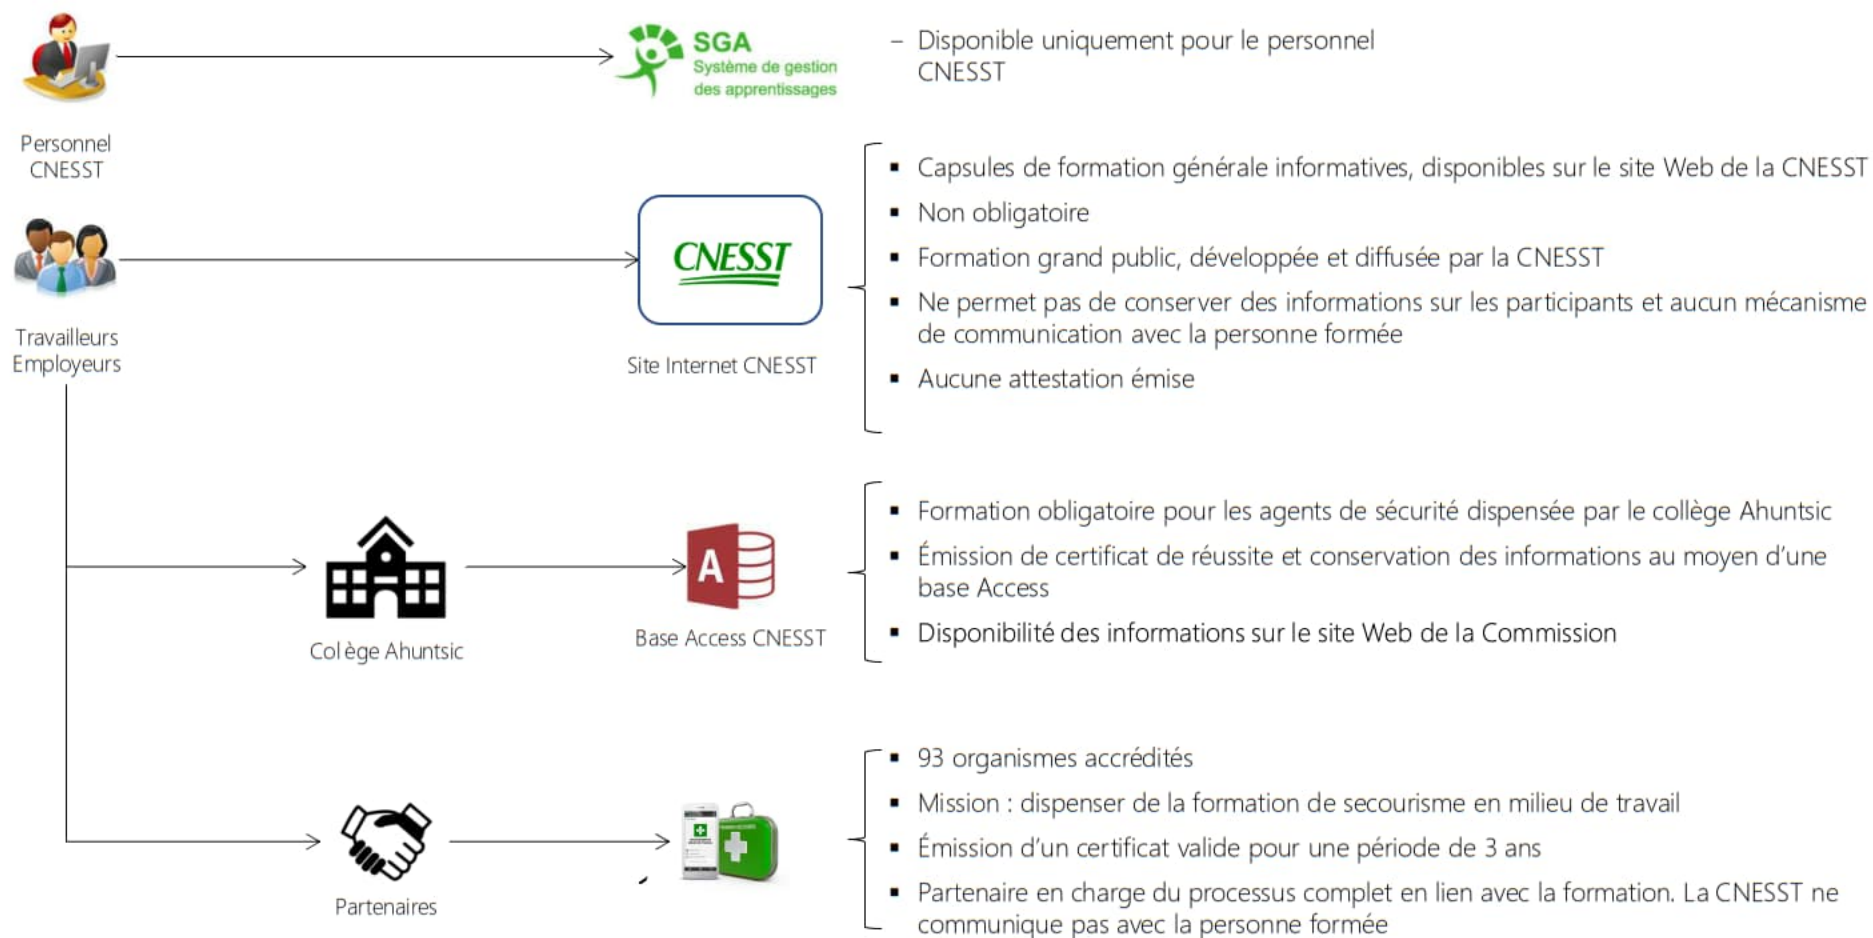 SGA
Système de gestion
des apprentissages
– Disponible uniquement pour le personnel
CNESST
Personnel
CNESST
▪ Capsules de formation générale informatives, disponibles sur le site Web de la CNESST
▪ Non obligatoire
▪ Formation grand public, développée et diffusée par la CNESST
▪ Ne permet pas de conserver des informations sur les participants et aucun mécanisme
de communication avec la personne formée
▪ Aucune attestation émise
CNESST
Travailleurs
Employeurs
Site Internet CNESST
▪ Formation obligatoire pour les agents de sécurité dispensée par le collège Ahuntsic
▪ Émission de certificat de réussite et conservation des informations au moyen d’une
base Access
▪ Disponibilité des informations sur le site Web de la Commission
A
Base Access CNESST
Collège Ahuntsic
▪ 93 organismes accrédités
▪ Mission : dispenser de la formation de secourisme en milieu de travail
▪ Émission d’un certificat valide pour une période de 3 ans
▪ Partenaire en charge du processus complet en lien avec la formation. La CNESST ne
communique pas avec la personne formée
Partenaires